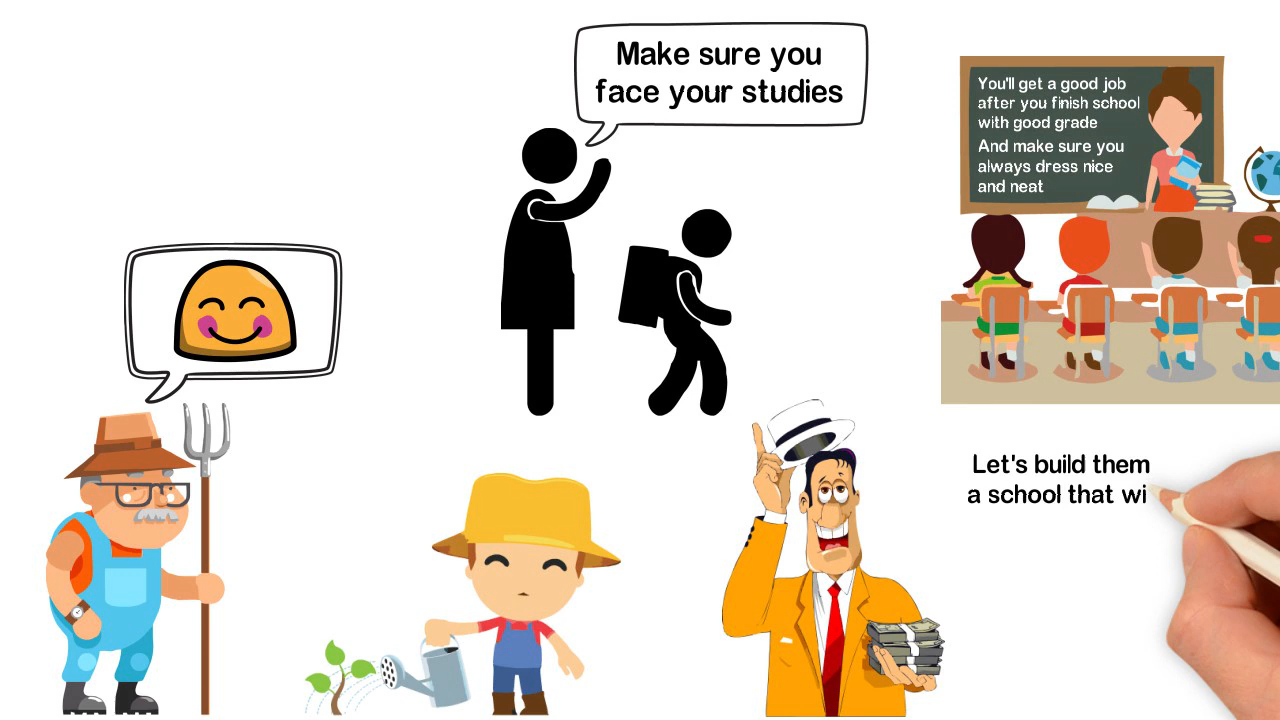 Make sure you
face your studies
You'll get a good job
after you finish school
with good grade
And make sure you
always dress nice
and neat
Let's build them
a school that wi